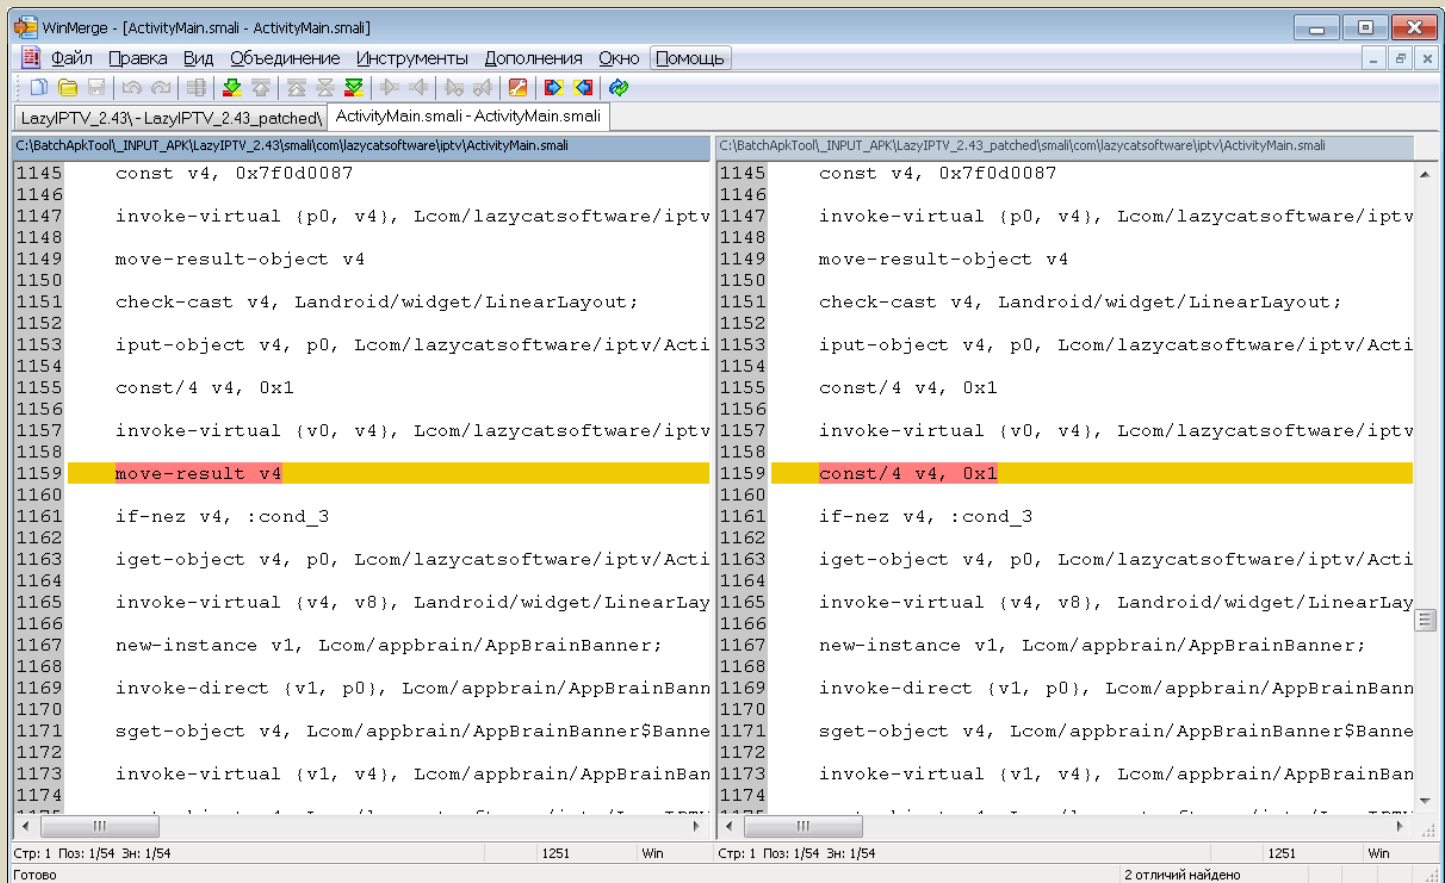 WinMerge - [ActivityMain.smali - ActivityMain.smali]
Файл Правка Вид Объединение Инструменты Дополнения Окно Помощь
LazyIPTV_2.43\ - LazyIPTV_2.43_patched\ ActivityMain.smali - ActivityMain.smali
C:\BatchApkTool\_INPUT_APK\LazyIPTV_2.43\smali\com\lazycatsoftware\iptv\ActivityMain.smali
1145 const v4, 0x7f0d0087
1146
1147 invoke-virtual {p0, v4}, Lcom/lazycatsoftware/iptv
1148
1149 move-result-object v4
1150
1151 check-cast v4, Landroid/widget/LinearLayout;
1152
1153 iput-object v4, p0, Lcom/lazycatsoftware/iptv/Acti
1154
1155 const/4 v4, 0x1
1156
1157 invoke-virtual {v0, v4}, Lcom/lazycatsoftware/iptv
1158
1159 move-result v4
1160
1161 if-nez v4, :cond_3
1162
1163 iget-object v4, p0, Lcom/lazycatsoftware/iptv/Acti
1164
1165 invoke-virtual {v4, v8}, Landroid/widget/LinearLay
1166
1167 new-instance v1, Lcom/appbrain/AppBrainBanner;
1168
1169 invoke-direct {v1, p0}, Lcom/appbrain/AppBrainBann
1170
1171 sget-object v4, Lcom/appbrain/AppBrainBanner$Banne
1172
1173 invoke-virtual {v1, v4}, Lcom/appbrain/AppBrainBan
1174
Стр: 1 Поз: 1/54 Зн: 1/54 1251 Win
C:\BatchApkTool\_INPUT_APK\LazyIPTV_2.43_patched\smali\com\lazycatsoftware\iptv\ActivityMain.smali
1145 const v4, 0x7f0d0087
1146
1147 invoke-virtual {p0, v4}, Lcom/lazycatsoftware/iptv
1148
1149 move-result-object v4
1150
1151 check-cast v4, Landroid/widget/LinearLayout;
1152
1153 iput-object v4, p0, Lcom/lazycatsoftware/iptv/Acti
1154
1155 const/4 v4, 0x1
1156
1157 invoke-virtual {v0, v4}, Lcom/lazycatsoftware/iptv
1158
1159 const/4 v4, 0x1
1160
1161 if-nez v4, :cond_3
1162
1163 iget-object v4, p0, Lcom/lazycatsoftware/iptv/Acti
1164
1165 invoke-virtual {v4, v8}, Landroid/widget/LinearLay
1166
1167 new-instance v1, Lcom/appbrain/AppBrainBanner;
1168
1169 invoke-direct {v1, p0}, Lcom/appbrain/AppBrainBann
1170
1171 sget-object v4, Lcom/appbrain/AppBrainBanner$Banne
1172
1173 invoke-virtual {v1, v4}, Lcom/appbrain/AppBrainBan
1174
Стр: 1 Поз: 1/54 Зн: 1/54 1251 Win
Готово 2 отличий найдено